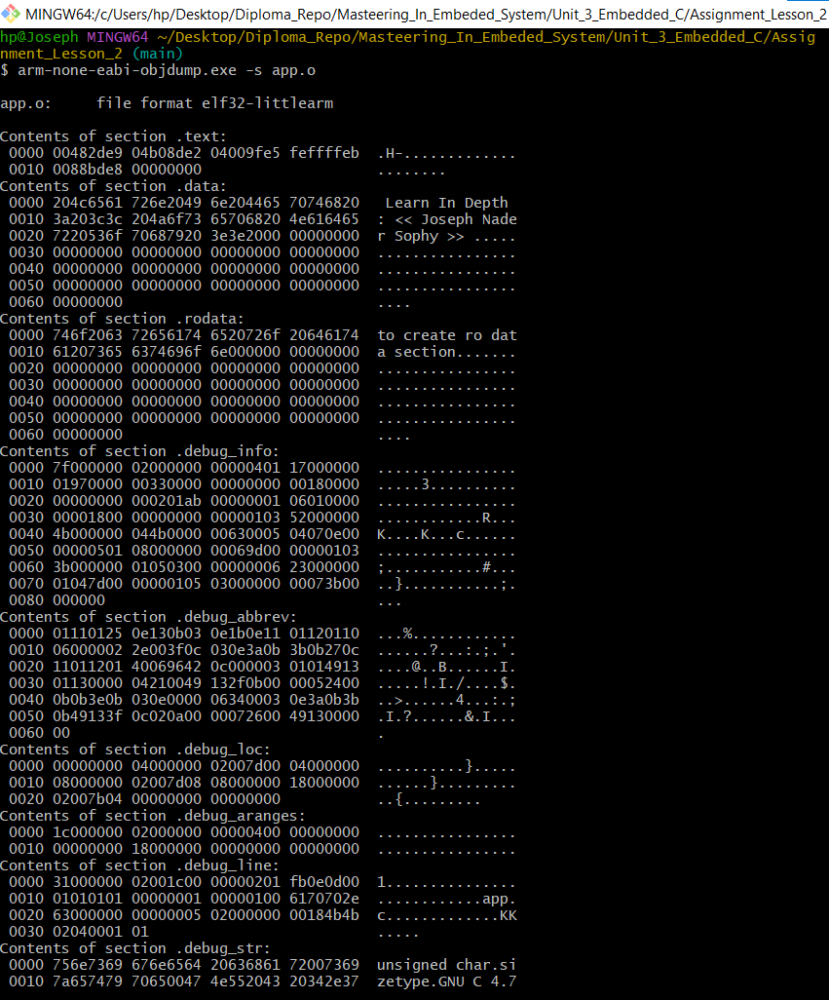 MINGW64:/c/Users/hp/Desktop/Diploma_Repo/Masteering_In_Embeded_System/Unit_3_Embedded_C/Assignment_Lesson_2
hp@Joseph MINGW64 ~/Desktop/Diploma_Repo/Masteering_In_Embeded_System/Unit_3_Embedded_C/Assig
nment_Lesson_2 (main)
$ arm-none-eabi-objdump.exe -s app.o
app.o:     file format elf32-littlearm
Contents of section .text:
 0000 00482de9 04b08de2 04009fe5 feffffeb  .H-.............
 0010 0088bde8 00000000                    ........
Contents of section .data:
 0000 204c6561 726e2049 6e204465 70746820   Learn In Depth 
 0010 3a203c3c 204a6f73 65706820 4e616465  : << Joseph Nade
 0020 7220536f 70687920 3e3e2000 00000000  r Sophy >> .....
 0030 00000000 00000000 00000000 00000000  ................
 0040 00000000 00000000 00000000 00000000  ................
 0050 00000000 00000000 00000000 00000000  ................
 0060 00000000                             ....
Contents of section .rodata:
 0000 746f2063 72656174 6520726f 20646174  to create ro dat
 0010 61207365 6374696f 6e000000 00000000  a section.......
 0020 00000000 00000000 00000000 00000000  ................
 0030 00000000 00000000 00000000 00000000  ................
 0040 00000000 00000000 00000000 00000000  ................
 0050 00000000 00000000 00000000 00000000  ................
 0060 00000000                             ....
Contents of section .debug_info:
 0000 7f000000 02000000 00000401 17000000  ................
 0010 01970000 00330000 00000000 00180000  .....3..........
 0020 00000000 000201ab 00000001 06010000  ................
 0030 00001800 00000000 00000103 52000000  ............R...
 0040 4b000000 044b0000 00630005 04070e00  K....K...c......
 0050 00000501 08000000 00069d00 00000103  ................
 0060 3b000000 01050300 00000006 23000000  ;...........#...
 0070 01047d00 00000105 03000000 00073b00  ..}...........;.
 0080 000000                               ...
Contents of section .debug_abbrev:
 0000 01110125 0e130b03 0e1b0e11 01120110  ...%............
 0010 06000002 2e003f0c 030e3a0b 3b0b270c  ......?...:.;.'.
 0020 11011201 40069642 0c000003 01014913  ....@..B......I.
 0030 01130000 04210049 132f0b00 00052400  .....!.I./....$.
 0040 0b0b3e0b 030e0000 06340003 0e3a0b3b  ..>......4...:.;
 0050 0b49133f 0c020a00 00072600 49130000  .I.?......&.I...
 0060 00                                   .
Contents of section .debug_loc:
 0000 00000000 04000000 02007d00 04000000  ..........}.....
 0010 08000000 02007d08 08000000 18000000  ......}.........
 0020 02007b04 00000000 00000000           ..{.........
Contents of section .debug_aranges:
 0000 1c000000 02000000 00000400 00000000  ................
 0010 00000000 18000000 00000000 00000000  ................
Contents of section .debug_line:
 0000 31000000 02001c00 00000201 fb0e0d00  1...............
 0010 01010101 00000001 00000100 6170702e  ............app.
 0020 63000000 00000005 02000000 00184b4b  c.............KK
 0030 02040001 01                          .....
Contents of section .debug_str:
 0000 756e7369 676e6564 20636861 72007369  unsigned char.si
 0010 7a657479 70650047 4e552043 20342e37  zetype.GNU C 4.7